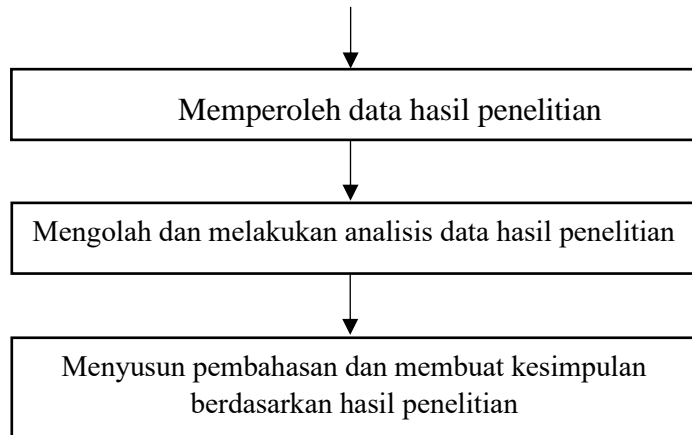 Memperoleh data hasil penelitian
Mengolah dan melakukan analisis data hasil penelitian
Menyusun pembahasan dan membuat kesimpulan
berdasarkan hasil penelitian